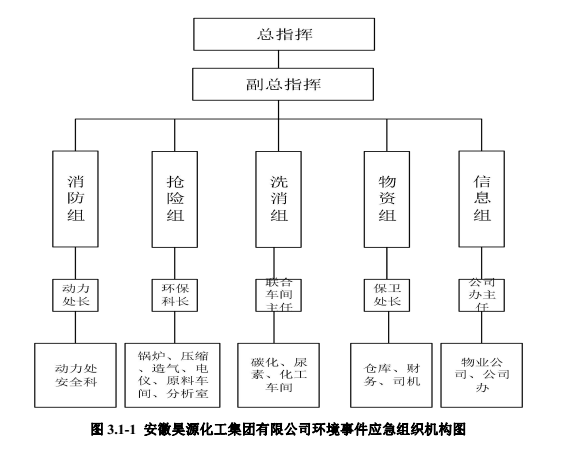 总指挥
副总指挥
消
防
组
抢
险
组
洗
消
组
物
资
组
信
息
组
动力
处长
环保
科长
联合
车间
主任
保卫
处长
公司
办主
任
动力处
安全科
锅炉、压缩
、造气、电
仪、原料车
间、分析室
碳化、尿
素、化工
车间
仓库、财
务、司机
物业公
司、公司
办
图 3.1-1 安徽昊源化工集团有限公司环境事件应急组织机构图